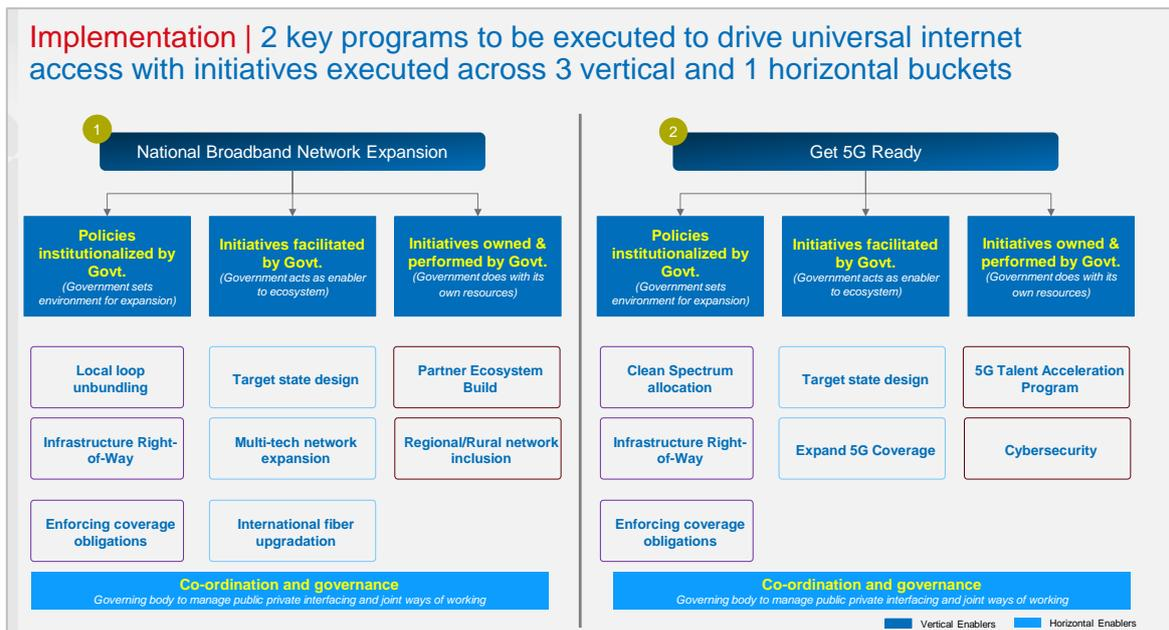 Implementation | 2 key programs to be executed to drive universal internet
access with initiatives executed across 3 vertical and 1 horizontal buckets
1
National Broadband Network Expansion
Policies
institutionalized by
Govt.
(Government sets
environment for expansion)
Initiatives facilitated
by Govt.
(Government acts as enabler
to ecosystem)
Initiatives owned &
performed by Govt.
(Government does with its
own resources)
Local loop
unbundling
Target state design
Partner Ecosystem
Build
Infrastructure Right-
of-Way
Multi-tech network
expansion
Regional/Rural network
inclusion
Enforcing coverage
obligations
International fiber
upgradation
Co-ordination and governance
Governing body to manage public private interfacing and joint ways of working
2
Get 5G Ready
Policies
institutionalized by
Govt.
(Government sets
environment for expansion)
Initiatives facilitated
by Govt.
(Government acts as enabler
to ecosystem)
Initiatives owned &
performed by Govt.
(Government does with its
own resources)
Clean Spectrum
allocation
Target state design
5G Talent Acceleration
Program
Infrastructure Right-
of-Way
Expand 5G Coverage
Cybersecurity
Enforcing coverage
obligations
Co-ordination and governance
Governing body to manage public private interfacing and joint ways of working
Vertical Enablers
Horizontal Enablers